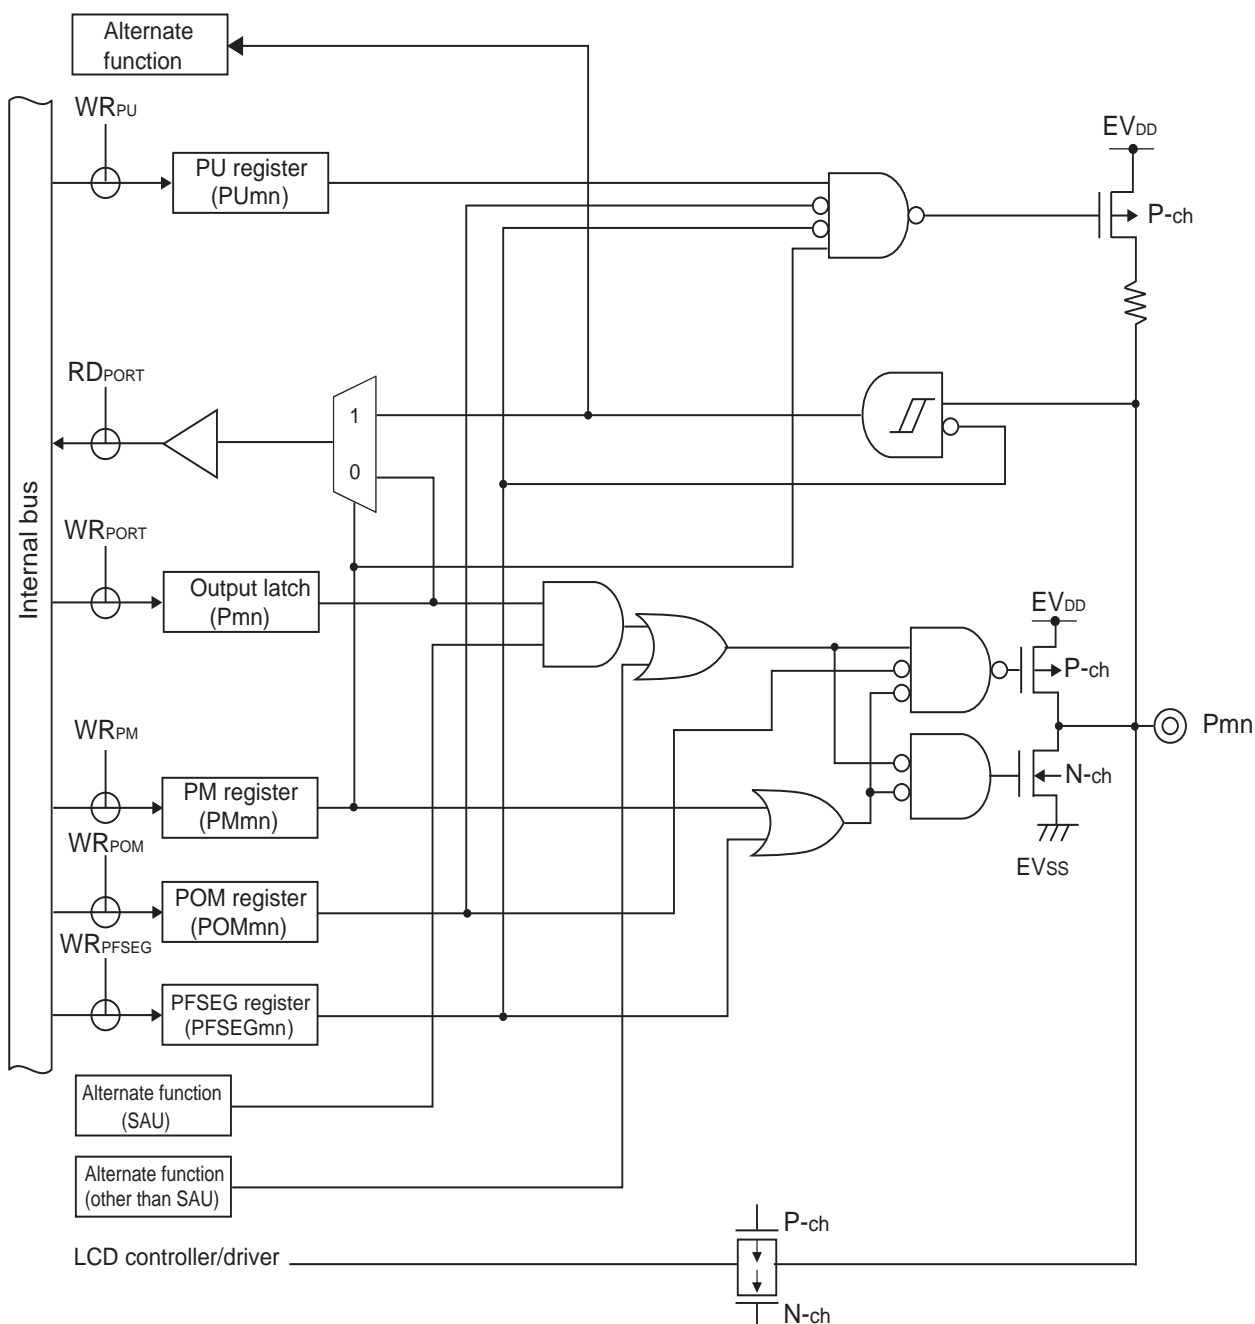 Alternate
function
WRPU
EVDD
PU register
(PUmn)
P-ch
RDPORT
1
0
Internal bus
WRPORT
Output latch
(Pmn)
EVDD
P-ch
WRPM
Pmn
PM register
(PMmn)
N-ch
WRPOM
EVSS
POM register
(POMmn)
WRPFSEG
PFSEG register
(PFSEGmn)
Alternate function
(SAU)
Alternate function
(other than SAU)
P-ch
LCD controller/driver
N-ch